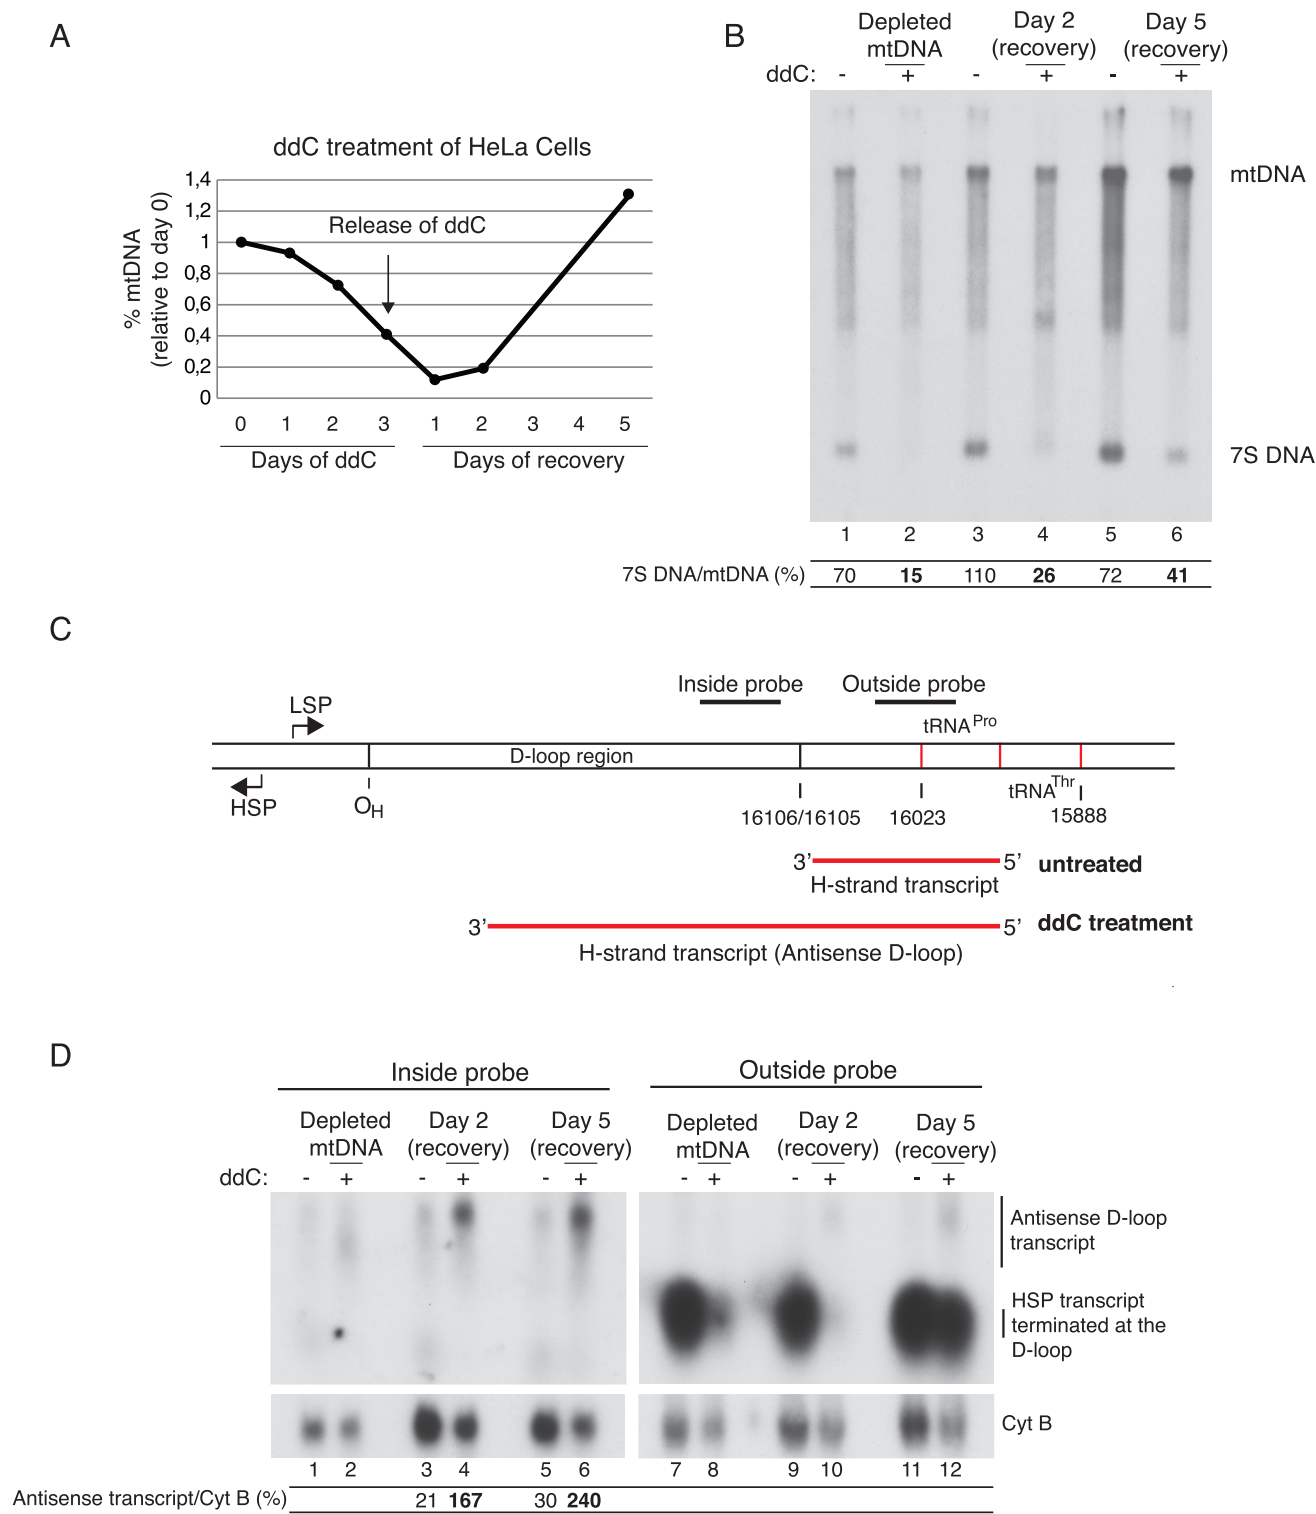 A
ddC treatment of HeLa Cells
% mtDNA
(relative to day 0)
1,4
1,2
1
0,8
0,6
0,4
0,2
0
Release of ddC
0 1 2 3 1 2 3 4 5
Days of ddC Days of recovery
B
Depleted mtDNA
Day 2 (recovery)
Day 5 (recovery)
ddC: - + - + - +
mtDNA
7S DNA
1 2 3 4 5 6
7S DNA/mtDNA (%) 70 15 110 26 72 41
C
Inside probe Outside probe
LSP
tRNA Pro
D-loop region
HSP
OH
tRNAThr
16106/16105 16023 15888
3’ 5’ untreated
H-strand transcript
3’ 5’ ddC treatment
H-strand transcript (Antisense D-loop)
D
Inside probe Outside probe
Depleted mtDNA
Day 2 (recovery)
Day 5 (recovery)
Depleted mtDNA
Day 2 (recovery)
Day 5 (recovery)
ddC: - + - + - + - + - + - +
Antisense D-loop
transcript
HSP transcript
terminated at the
D-loop
Cyt B
1 2 3 4 5 6 7 8 9 10 11 12
Antisense transcript/Cyt B (%) 21 167 30 240